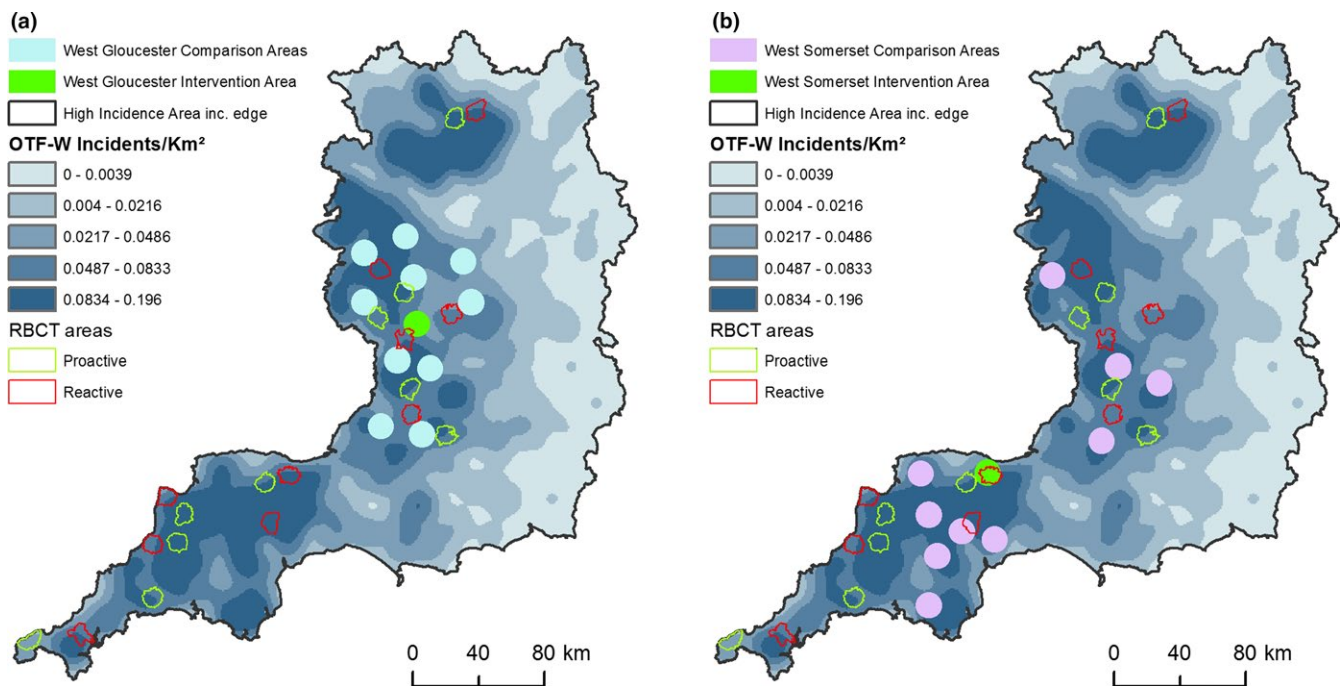 (a)
West Gloucester Comparison Areas
West Gloucester Intervention Area
High Incidence Area inc. edge
OTF-W Incidents/Km²
0 - 0.0039
0.004 - 0.0216
0.0217 - 0.0486
0.0487 - 0.0833
0.0834 - 0.196
RBCT areas
Proactive
Reactive
0 40 80 km
(b)
West Somerset Comparison Areas
West Somerset Intervention Area
High Incidence Area inc. edge
OTF-W Incidents/Km²
0 - 0.0039
0.004 - 0.0216
0.0217 - 0.0486
0.0487 - 0.0833
0.0834 - 0.196
RBCT areas
Proactive
Reactive
0 40 80 km